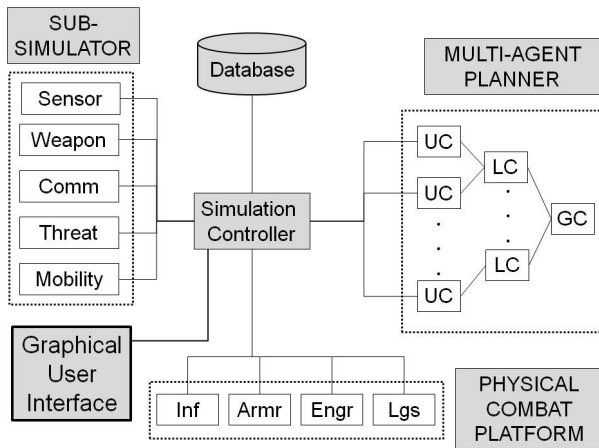 SUB-
SIMULATOR
Sensor
Weapon
Comm
Threat
Mobility
Database
MULTI-AGENT
PLANNER
UC
UC
UC
LC
LC
GC
Simulation
Controller
Graphical
User
Interface
Inf
Armr
Engr
Lgs
PHYSICAL
COMBAT
PLATFORM